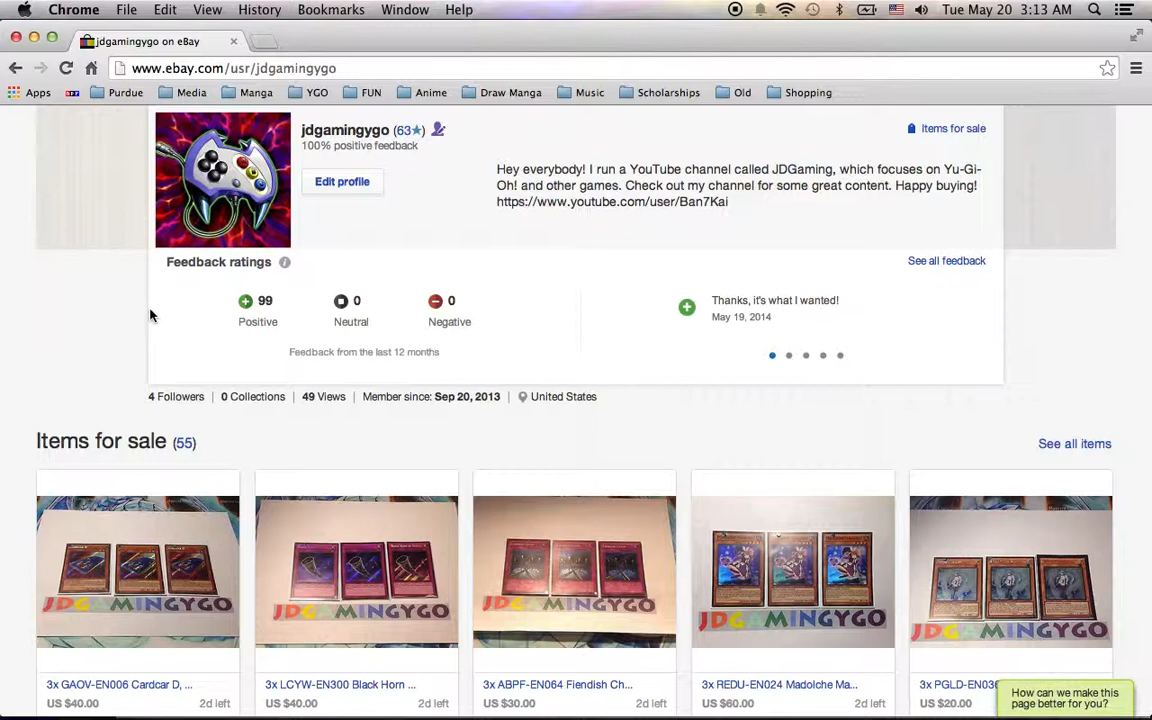 Chrome File Edit View History Bookmarks Window Help Tue May 20 3:13 AM
jdgamingygo on eBay
www.ebay.com/usr/jdgamingygo
Apps Purdue Media Manga YGO FUN Anime Draw Manga Music Scholarships Old Shopping
jdgamingygo (63★)
100% positive feedback
Edit profile
Items for sale
Hey everybody! I run a YouTube channel called JDGaming, which focuses on Yu-Gi-
Oh! and other games. Check out my channel for some great content. Happy buying!
https://www.youtube.com/user/Ban7Kai
Feedback ratings
See all feedback
99 0 0
Positive Neutral Negative
Feedback from the last 12 months
Thanks, it's what I wanted!
May 19, 2014
4 Followers | 0 Collections | 49 Views | Member since: Sep 20, 2013 | United States
Items for sale (55)
See all items
JDGAMINGYGO JDGAMINGYGO JDGAMINGYGO JDGAMINGYGO JDGAMINGYGO
3x GAOV-EN006 Cardcar D, ...
US $40.00 2d left
3x LCYW-EN300 Black Horn ...
US $40.00 2d left
3x ABPF-EN064 Fiendish Ch...
US $30.00 2d left
3x REDU-EN024 Madolche Ma...
US $60.00 2d left
3x
US $20.00
How can we make this
page better for you?